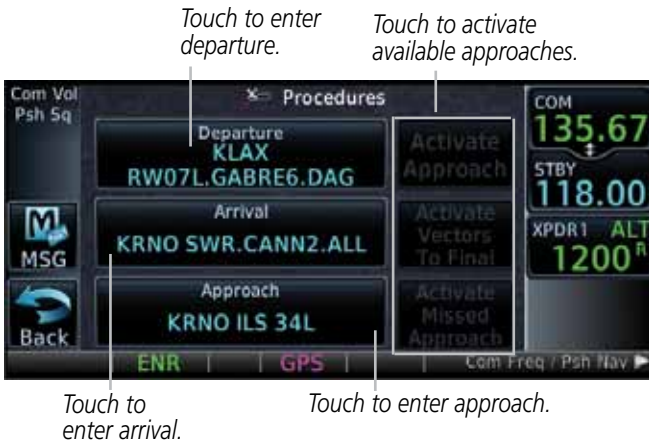 Touch to enter
departure.
Touch to activate
available approaches.
Com Vol
Psh Sq
Procedures
COM
135.67
STBY
118.00
XPDR1 ALT
1200 R
Departure
KLAX
RW07L.GABRE6.DAG
Activate
Approach
Arrival
KRNO SWR.CANN2.ALL
Activate
Vectors
To Final
MSG
Approach
KRNO ILS 34L
Activate
Missed
Approach
Back
ENR
GPS
Com Freq / Psh Nav
Touch to
enter arrival.
Touch to enter approach.